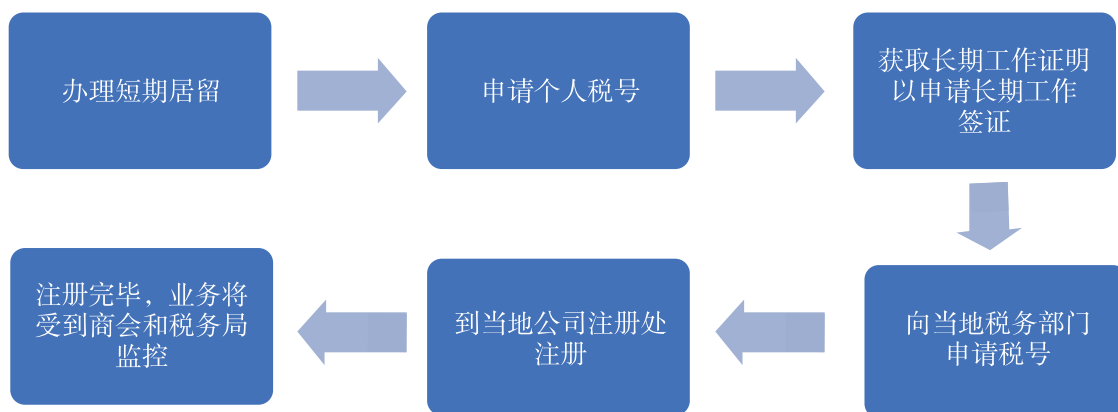 办理短期居留
申请个人税号
获取长期工作证明
以申请长期工作
签证
向当地税务部门
申请税号
到当地公司注册处
注册
注册完毕，业务将
受到商会和税务局
监控